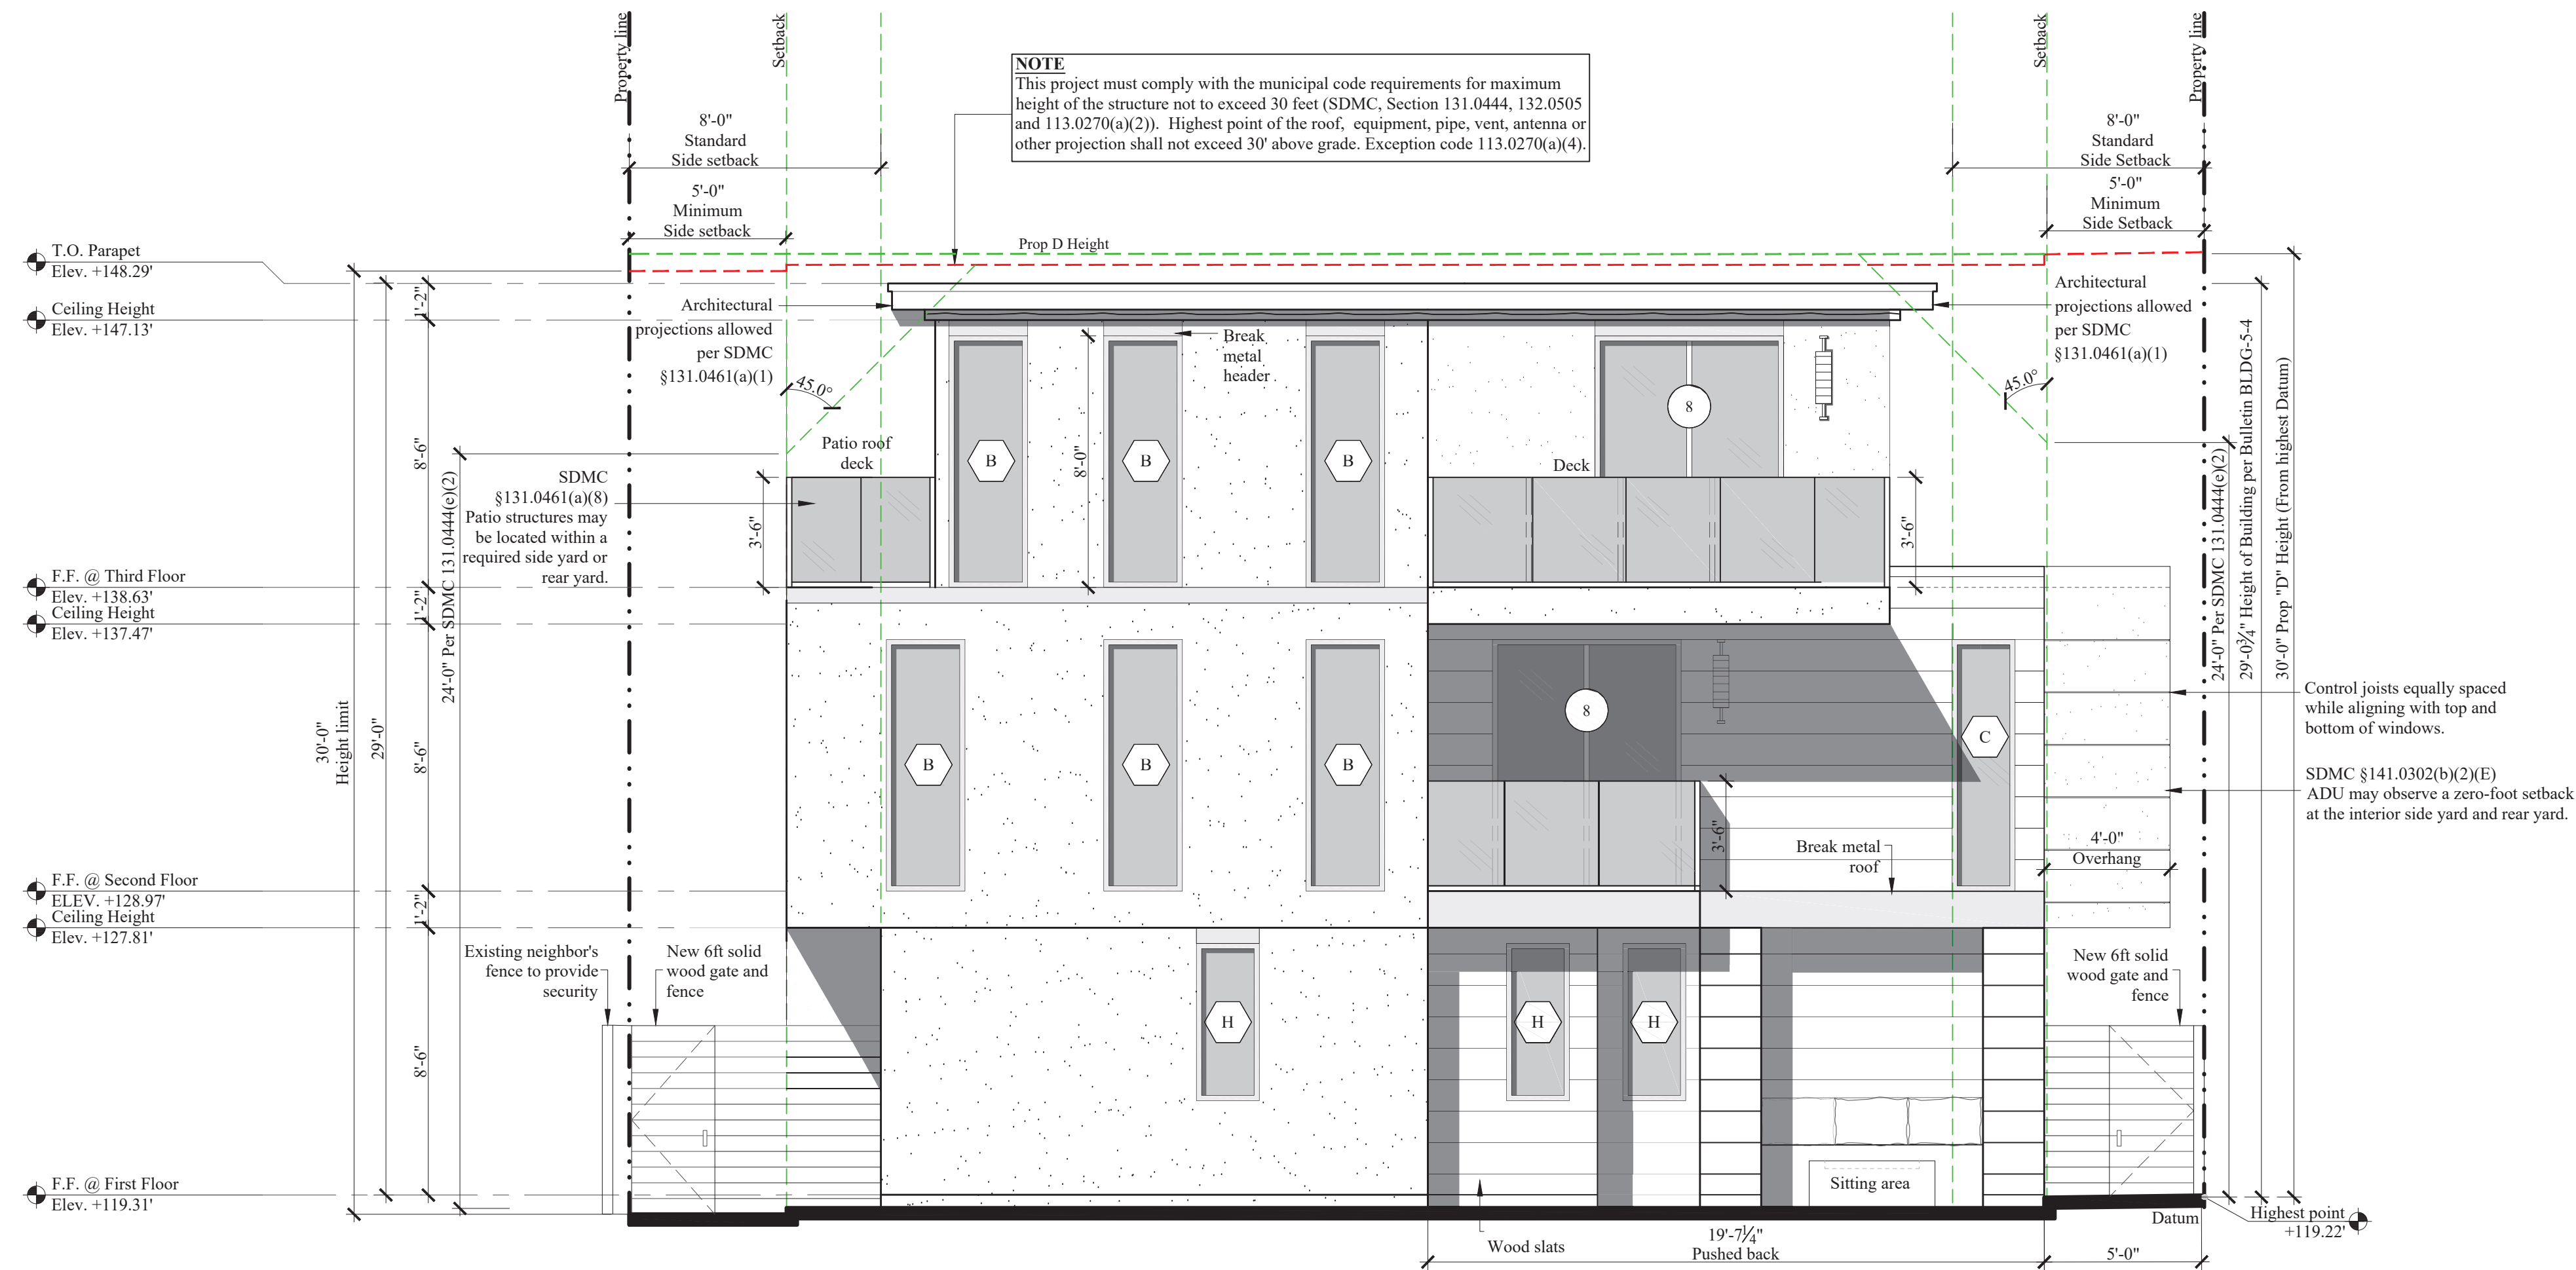 Property line
Setback
Setback
Property line
NOTE
This project must comply with the municipal code requirements for maximum
height of the structure not to exceed 30 feet (SDMC, Section 131.0444, 132.0505
and 113.0270(a)(2)). Highest point of the roof, equipment, pipe, vent, antenna or
other projection shall not exceed 30' above grade. Exception code 113.0270(a)(4).
8'-0"
Standard
Side setback
5'-0"
Minimum
Side setback
8'-0"
Standard
Side Setback
5'-0"
Minimum
Side Setback
Prop D Height
T.O. Parapet
Elev. +148.29'
Ceiling Height
Elev. +147.13'
F.F. @ Third Floor
Elev. +138.63'
Ceiling Height
Elev. +137.47'
F.F. @ Second Floor
ELEV. +128.97'
Ceiling Height
Elev. +127.81'
F.F. @ First Floor
Elev. +119.31'
30'-0"
Height limit
29'-0"
1'-2"
8'-6"
1'-2"
8'-6"
1'-2"
8'-6"
24'-0" Per SDMC 131.0444(e)(2)
Architectural
projections allowed
per SDMC
§131.0461(a)(1)
45.0°
Patio roof
deck
SDMC
§131.0461(a)(8)
Patio structures may
be located within a
required side yard or
rear yard.
3'-6"
Break
metal
header
8'-0"
B
B
B
8
Deck
3'-6"
45.0°
Architectural
projections allowed
per SDMC
§131.0461(a)(1)
24'-0" Per SDMC 131.0444(e)(2)
29'-0¾" Height of Building per Bulletin BLDG-5-4
30'-0" Prop "D" Height (From highest Datum)
B
B
B
8
C
3'-6"
Break metal
roof
Control joists equally spaced
while aligning with top and
bottom of windows.
SDMC §141.0302(b)(2)(E)
ADU may observe a zero-foot setback
at the interior side yard and rear yard.
4'-0"
Overhang
Existing neighbor's
fence to provide
security
New 6ft solid
wood gate and
fence
H
H
H
New 6ft solid
wood gate and
fence
Sitting area
Wood slats
19'-7¼"
Pushed back
5'-0"
Datum
Highest point
+119.22'